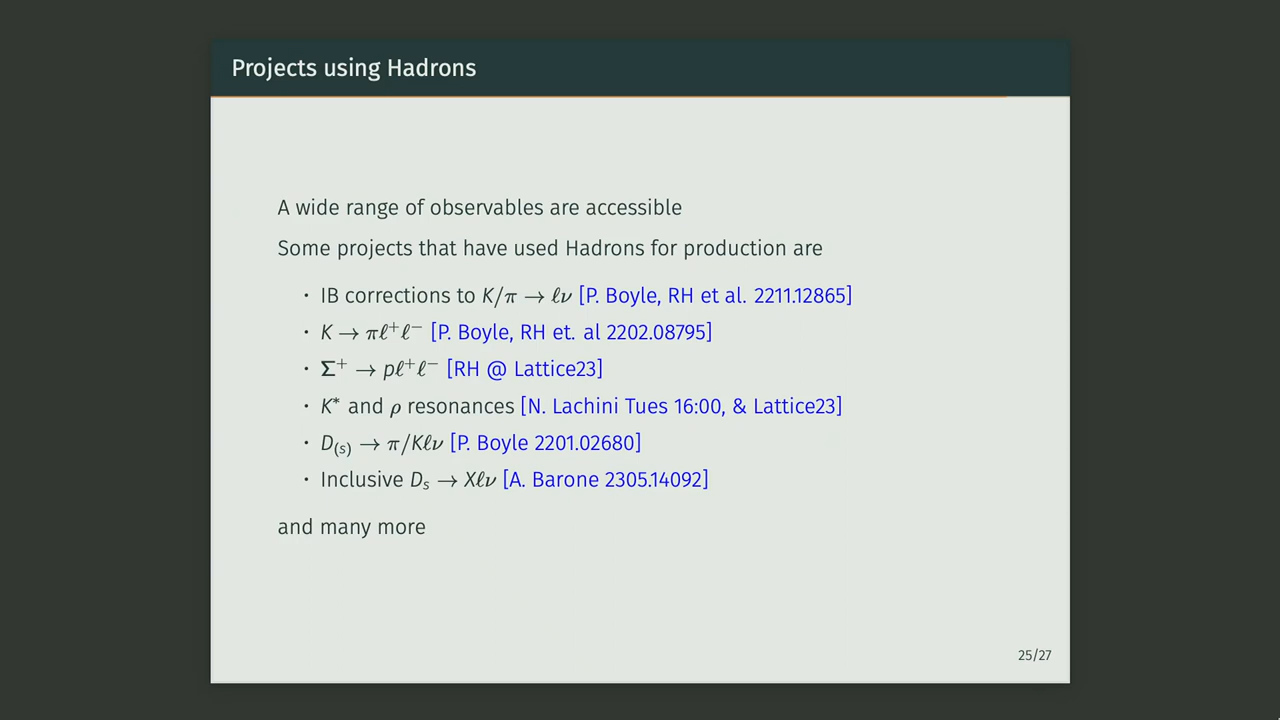 Projects using Hadrons
A wide range of observables are accessible
Some projects that have used Hadrons for production are
• IB corrections to K/π → ℓν [P. Boyle, RH et al. 2211.12865]
• K → πℓ⁺ℓ⁻ [P. Boyle, RH et. al 2202.08795]
• Σ⁺ → pℓ⁺ℓ⁻ [RH @ Lattice23]
• K* and ρ resonances [N. Lachini Tues 16:00, & Lattice23]
• D₍ₛ₎ → π/Kℓν [P. Boyle 2201.02680]
• Inclusive Dₛ → Xℓν [A. Barone 2305.14092]
and many more
25/27